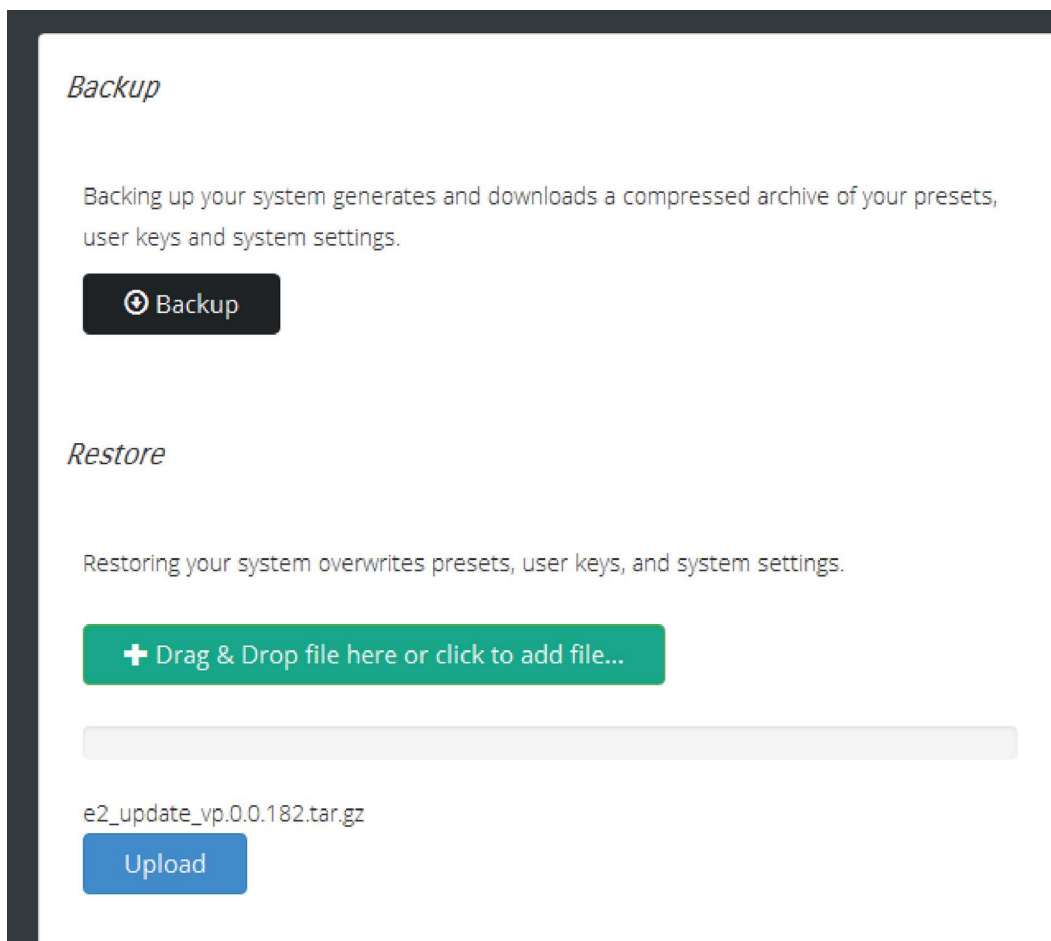 Backup
Backing up your system generates and downloads a compressed archive of your presets,
user keys and system settings.
Backup
Restore
Restoring your system overwrites presets, user keys, and system settings.
Drag & Drop file here or click to add file...
e2_update_vp.0.0.182.tar.gz
Upload